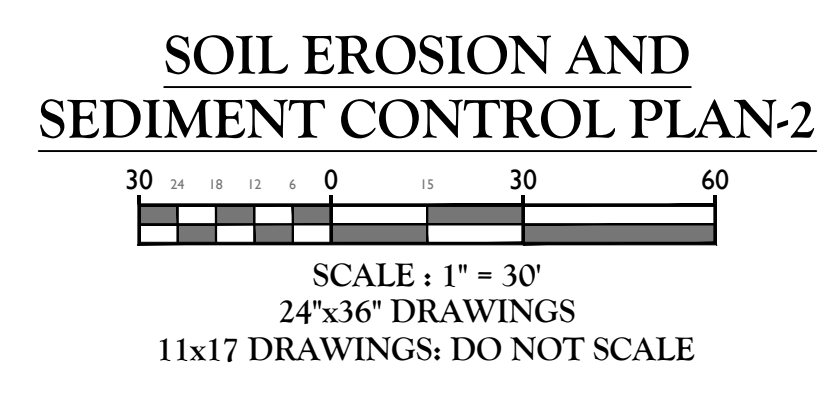 SOIL EROSION AND
SEDIMENT CONTROL PLAN-2
30 24 18 12 6 0 15 30 60
SCALE : 1" = 30'
24"x36" DRAWINGS
11x17 DRAWINGS: DO NOT SCALE